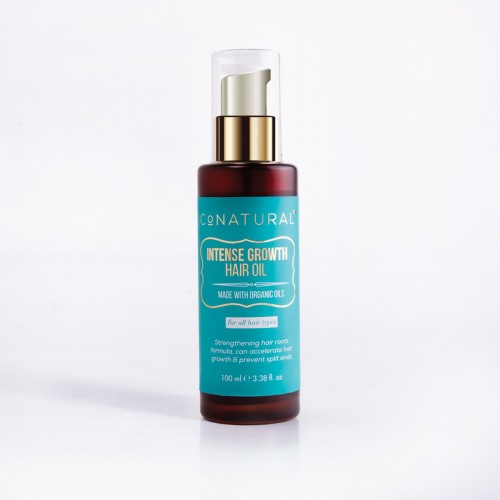 CoNATURAL
INTENSE GROWTH
HAIR OIL
MADE WITH ORGANIC OILS
for all hair types
Strengthening hair roots
formula, can accelerate hair
growth & prevent split ends
100 ml ℮ 3.38 fl. oz.